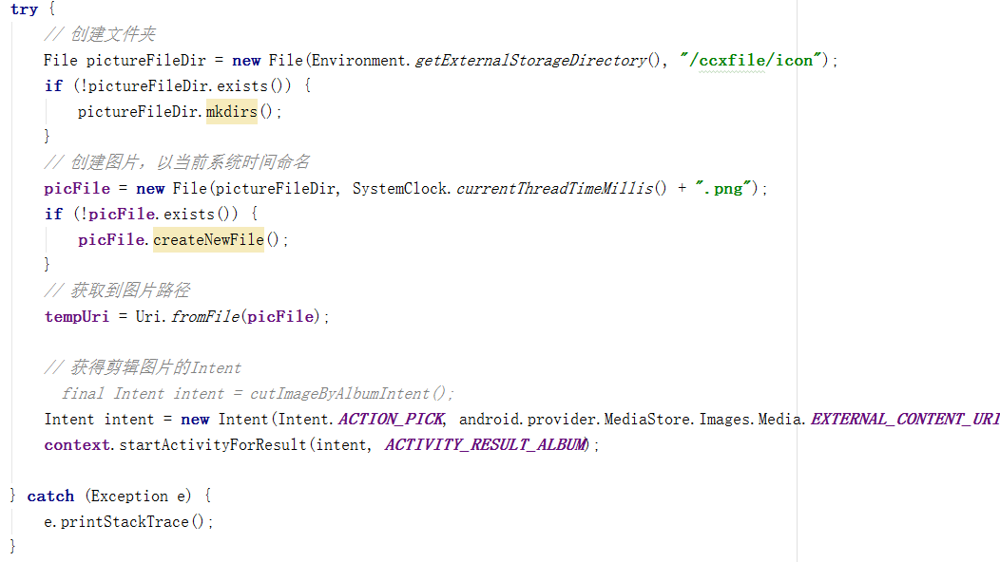 try {
// 创建文件夹
File pictureFileDir = new File(Environment.getExternalStorageDirectory(), "/ccxfile/icon");
if (!pictureFileDir.exists()) {
pictureFileDir.mkdirs();
}
// 创建图片，以当前系统时间命名
picFile = new File(pictureFileDir, SystemClock.currentThreadTimeMillis() + ".png");
if (!picFile.exists()) {
picFile.createNewFile();
}
// 获取到图片路径
tempUri = Uri.fromFile(picFile);
// 获得剪辑图片的Intent
final Intent intent = cutImageByAlbumIntent();
Intent intent = new Intent(Intent.ACTION_PICK, android.provider.MediaStore.Images.Media.EXTERNAL_CONTENT_URI
context.startActivityForResult(intent, ACTIVITY_RESULT_ALBUM);
} catch (Exception e) {
e.printStackTrace();
}